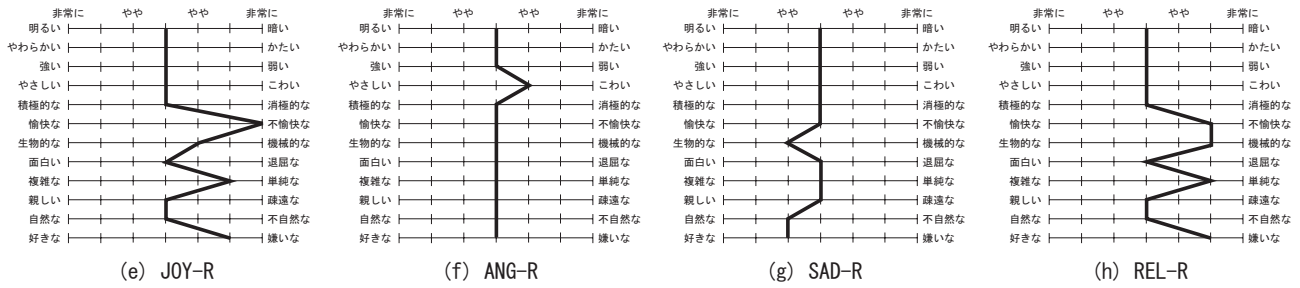 非常に やや やや 非常に
明るい 暗い
やわらかい かたい
強い 弱い
やさしい こわい
積極的な 消極的な
愉快な 不愉快な
生物的な 機械的な
面白い 退屈な
複雑な 単純な
親しい 疎遠な
自然な 不自然な
好きな 嫌いな
(e) JOY-R
非常に やや やや 非常に
明るい 暗い
やわらかい かたい
強い 弱い
やさしい こわい
積極的な 消極的な
愉快な 不愉快な
生物的な 機械的な
面白い 退屈な
複雑な 単純な
親しい 疎遠な
自然な 不自然な
好きな 嫌いな
(f) ANG-R
非常に やや やや 非常に
明るい 暗い
やわらかい かたい
強い 弱い
やさしい こわい
積極的な 消極的な
愉快な 不愉快な
生物的な 機械的な
面白い 退屈な
複雑な 単純な
親しい 疎遠な
自然な 不自然な
好きな 嫌いな
(g) SAD-R
非常に やや やや 非常に
明るい 暗い
やわらかい かたい
強い 弱い
やさしい こわい
積極的な 消極的な
愉快な 不愉快な
生物的な 機械的な
面白い 退屈な
複雑な 単純な
親しい 疎遠な
自然な 不自然な
好きな 嫌いな
(h) REL-R